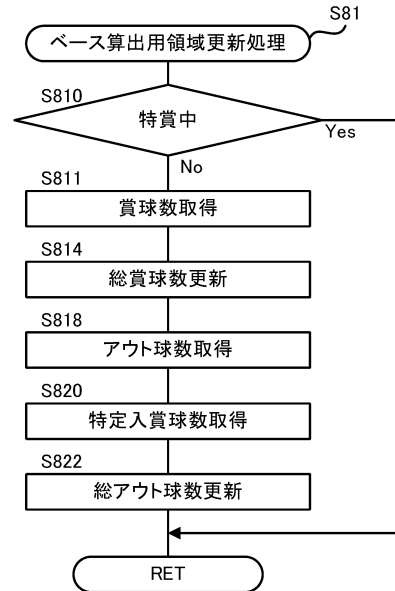 S81
ベース算出用領域更新処理
S810
特賞中
Yes
No
S811
賞球数取得
S814
総賞球数更新
S818
アウト球数取得
S820
特定入賞球数取得
S822
総アウト球数更新
RET